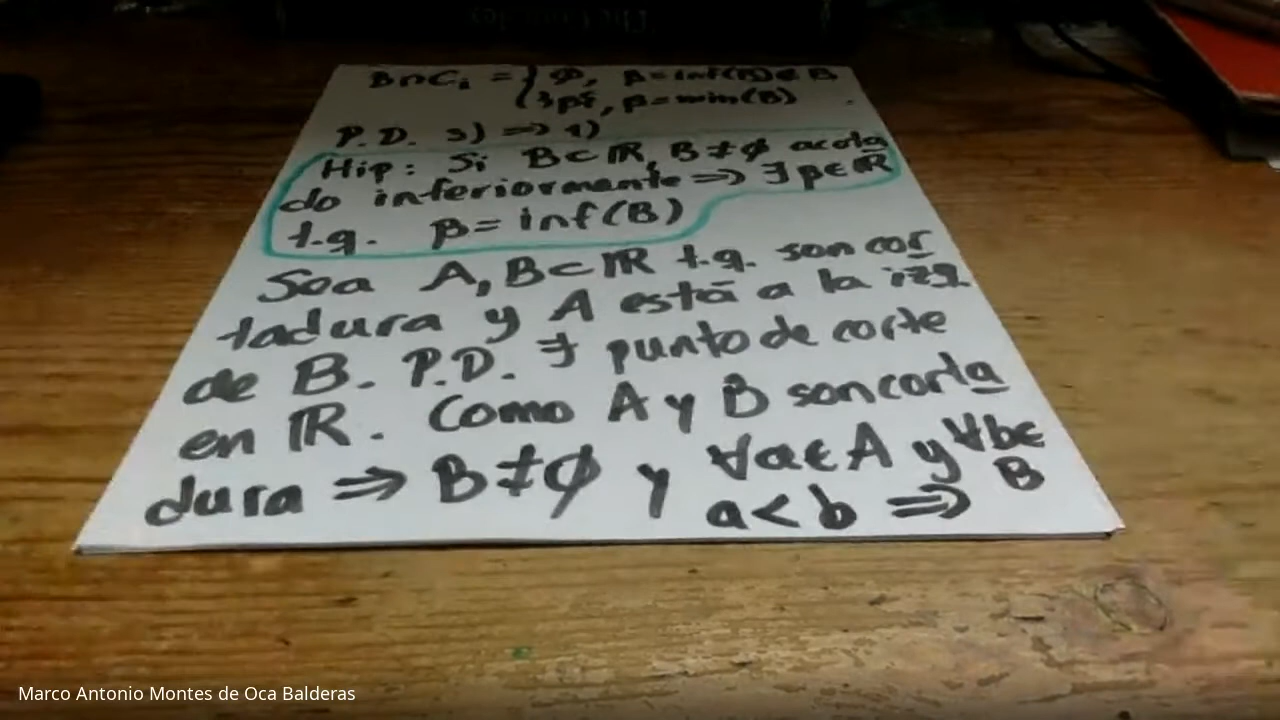 B∩C₁ = { ∅, β=inf(B)∉B
{β}, β=min(B)
P.D. 3) ⇒ 1)
Hip: Si B⊂ℝ, B≠∅ acota
do inferiormente ⇒ ∃ β∈ℝ
t.q. β=inf(B)
Sea A,B⊂ℝ t.q. son cor
tadura y A está a la izq
de B. P.D. ∃ punto de corte
en ℝ. Como A y B son corta
dura ⇒ B≠∅ y ∀a∈A y ∀b∈
B
a<b ⇒
Marco Antonio Montes de Oca Balderas